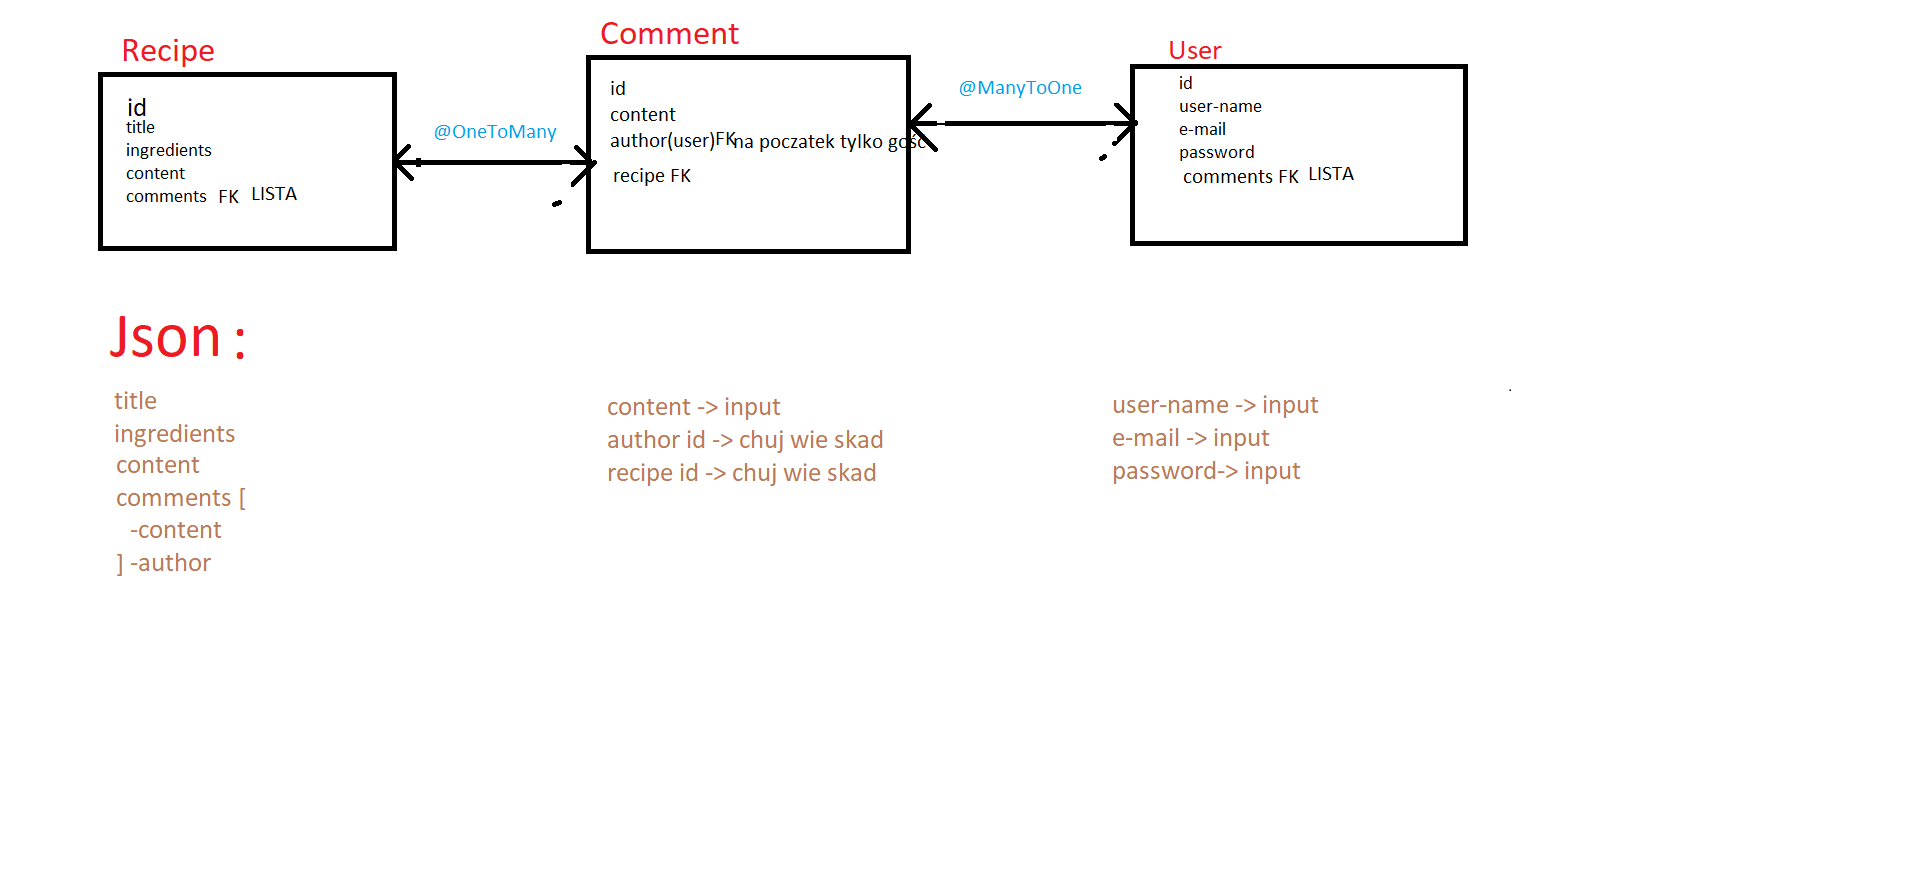 Recipe
id
title
ingredients
content
comments FK LISTA
@OneToMany
Comment
id
content
author(user)FK na poczatek tylko gość
recipe FK
@ManyToOne
User
id
user-name
e-mail
password
comments FK LISTA
Json :
title
ingredients
content
comments [
-content
] -author
content -> input
author id -> chuj wie skad
recipe id -> chuj wie skad
user-name -> input
e-mail -> input
password-> input